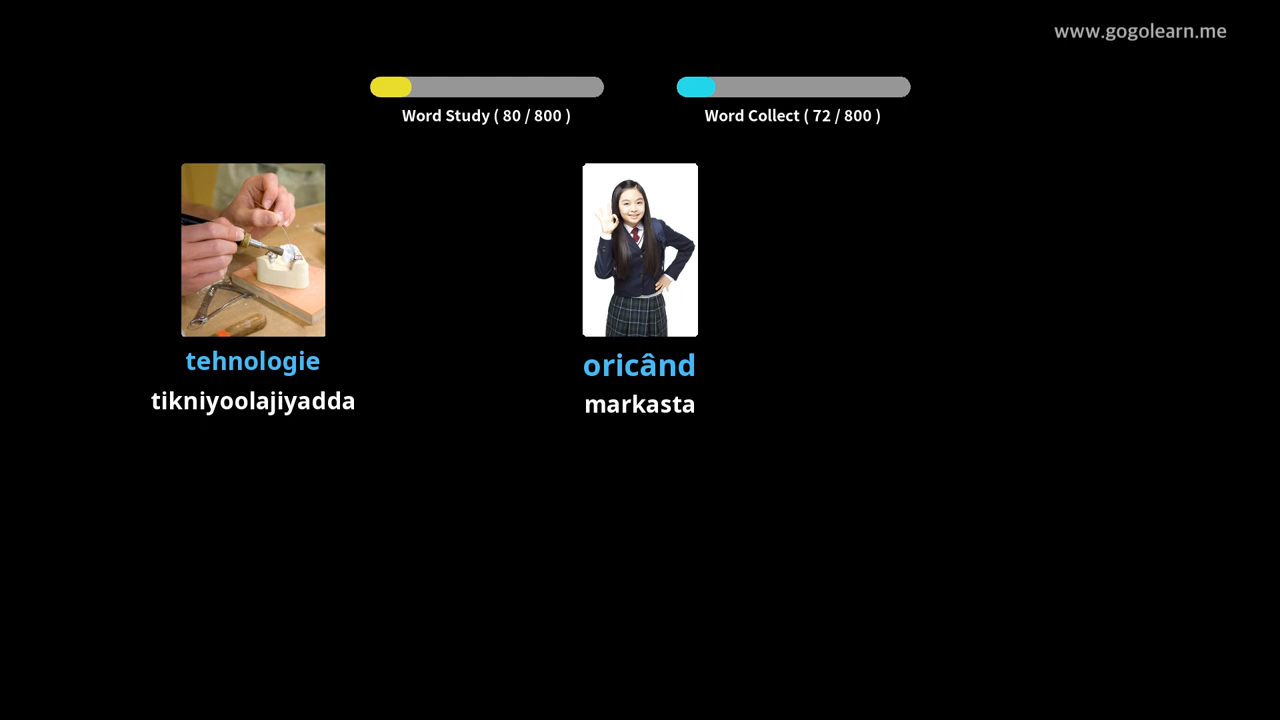 www.gogolearn.me
Word Study ( 80 / 800 )
Word Collect ( 72 / 800 )
tehnologie
tikniyoolajiyadda
oricând
markasta